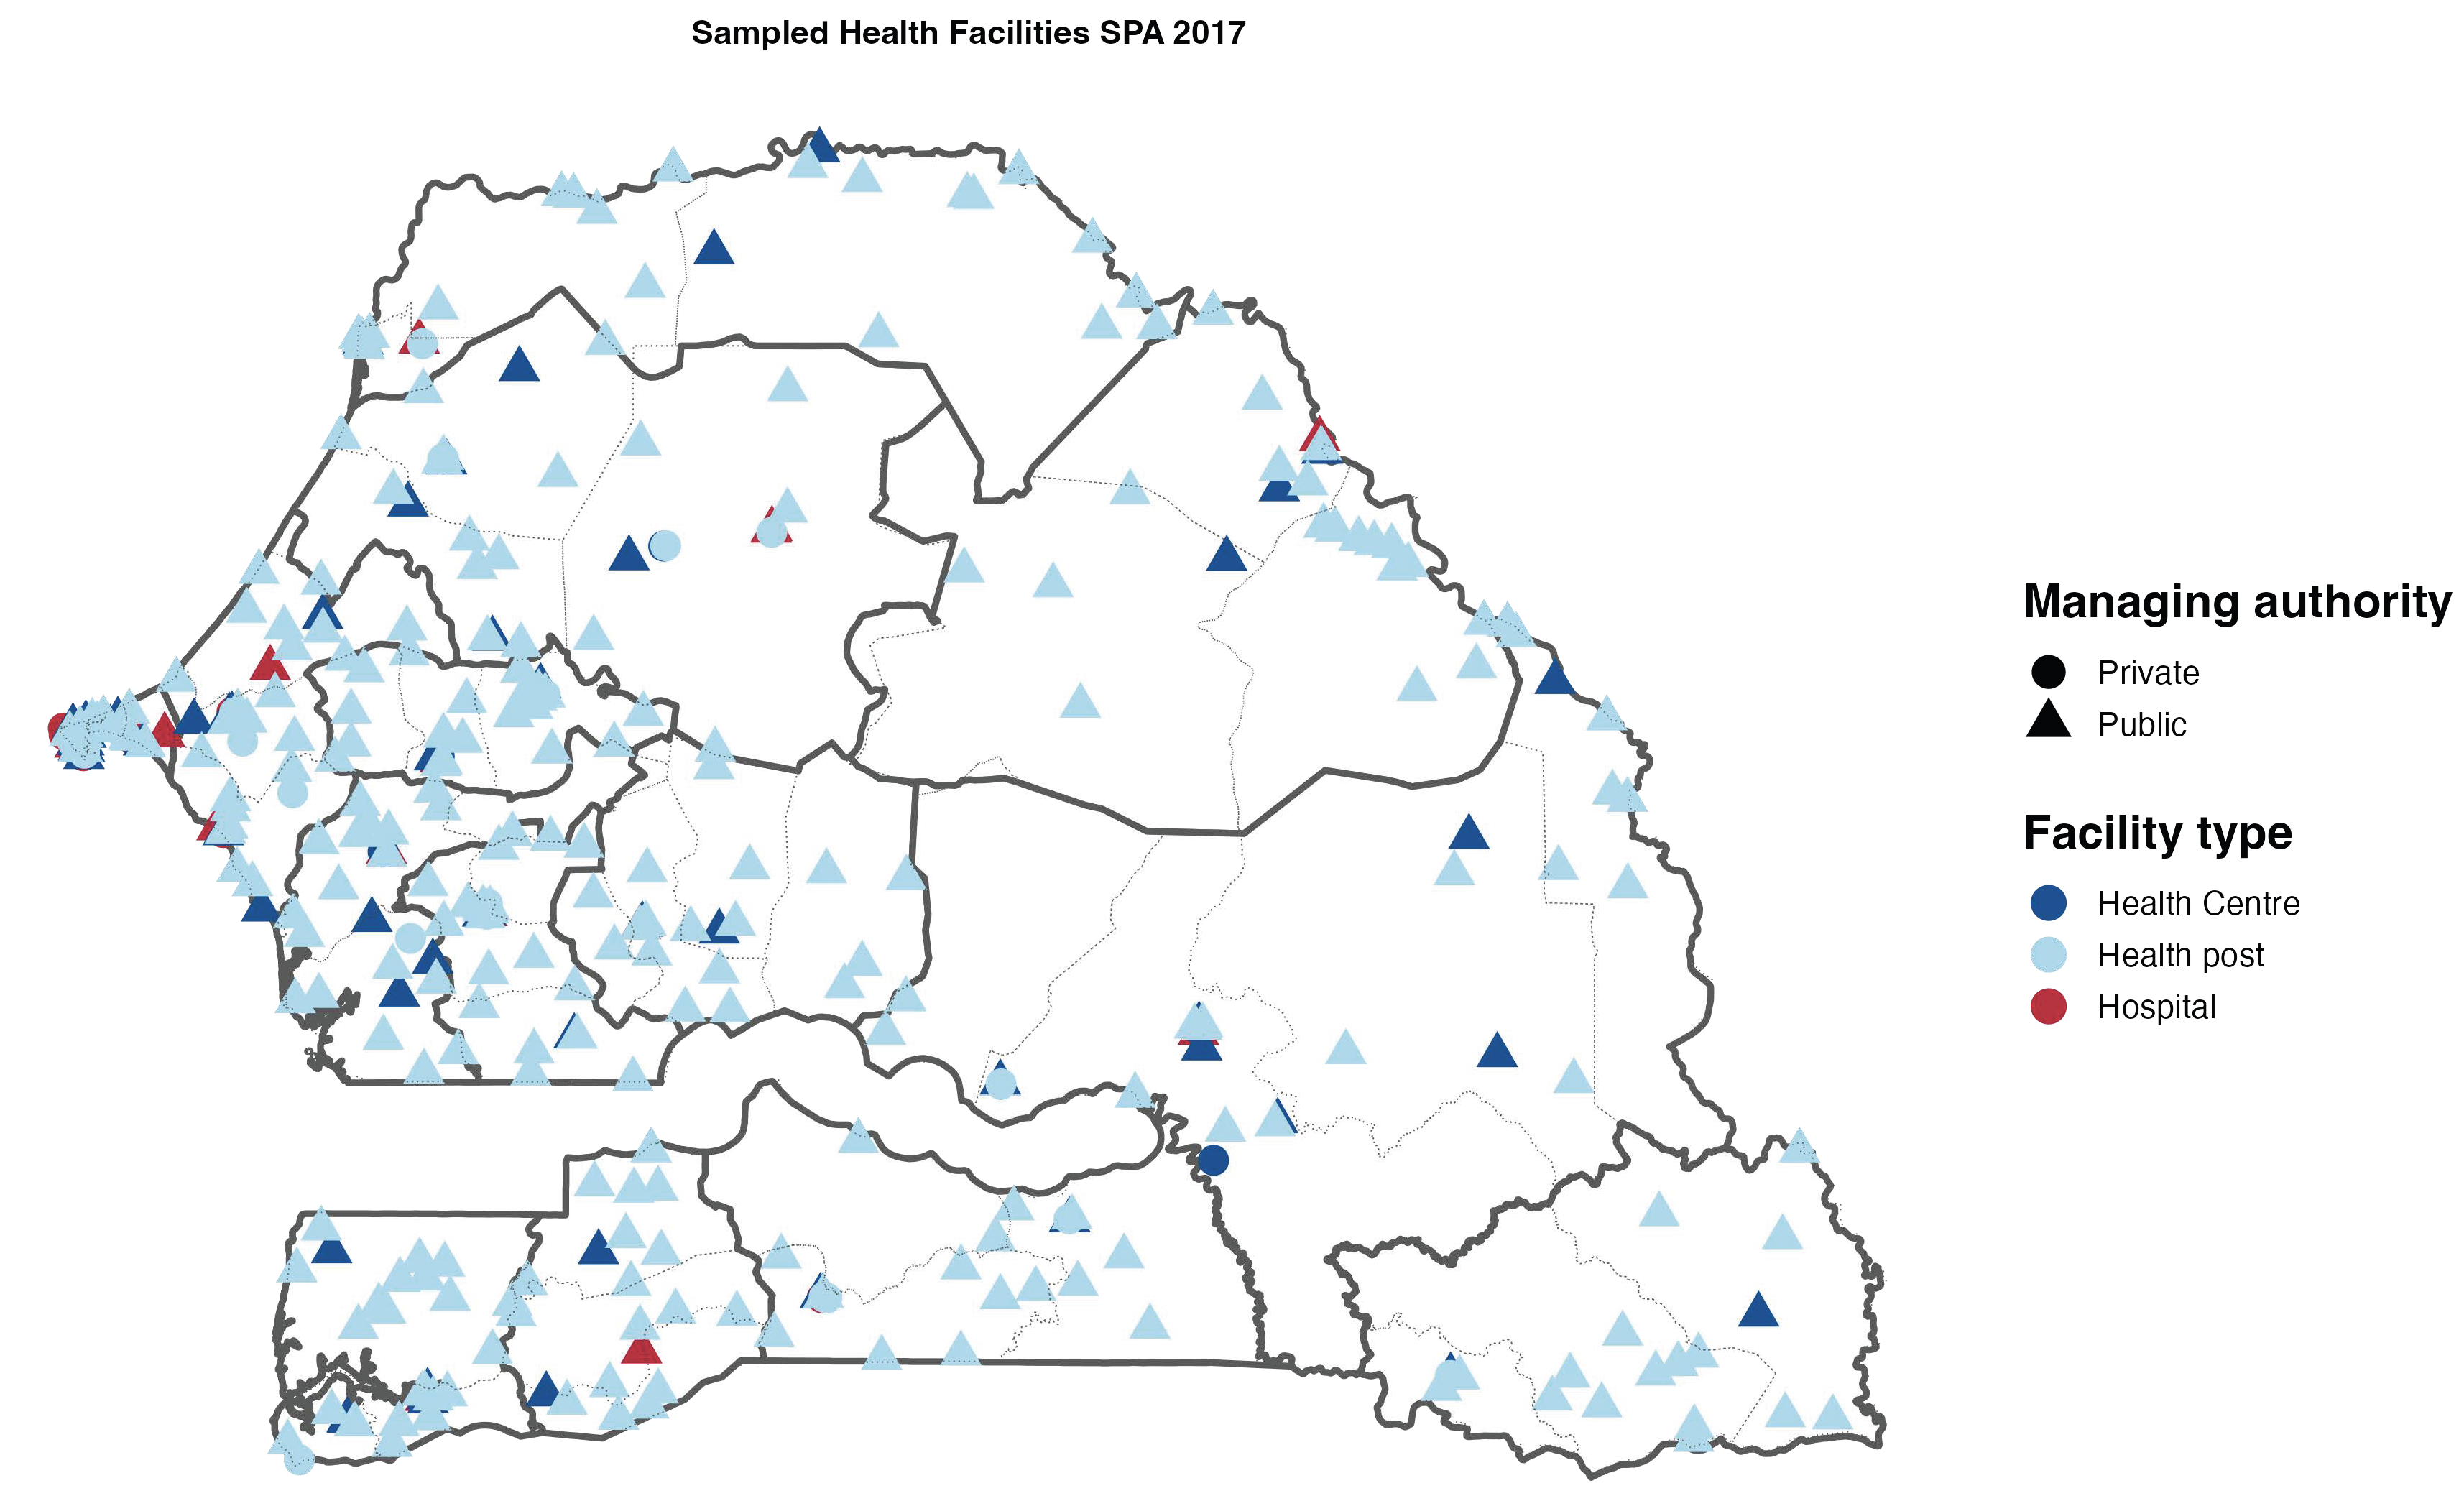 Sampled Health Facilities SPA 2017
Managing authority
Private
Public
Facility type
Health Centre
Health post
Hospital